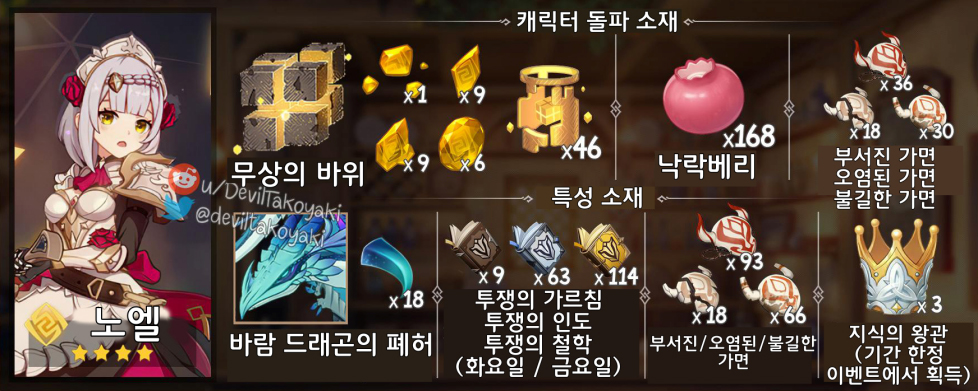 캐릭터 돌파 소재
무상의 바위
x1
x9
x9
x6
x46
x168
낙락베리
x36
x18
x30
부서진 가면
오염된 가면
불길한 가면
u/DevilTakoyaki
@deviltakoyaki
노엘
특성 소재
x18
바람 드래곤의 폐허
x9
x63
x114
투쟁의 가르침
투쟁의 인도
투쟁의 철학
(화요일 / 금요일)
x93
x18
x66
부서진/오염된/불길한
가면
x3
지식의 왕관
(기간 한정
이벤트에서 획득)